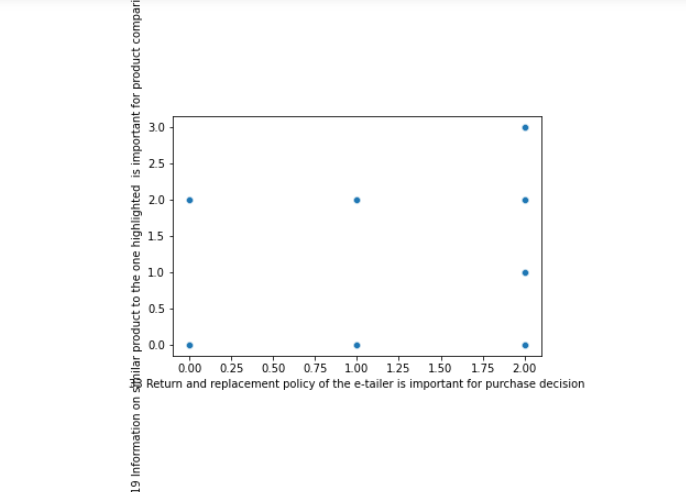 19 Information on similar product to the one highlighted  is important for product compari
3.0
2.5
2.0
1.5
1.0
0.5
0.0
0.00 0.25 0.50 0.75 1.00 1.25 1.50 1.75 2.00
33 Return and replacement policy of the e-tailer is important for purchase decision